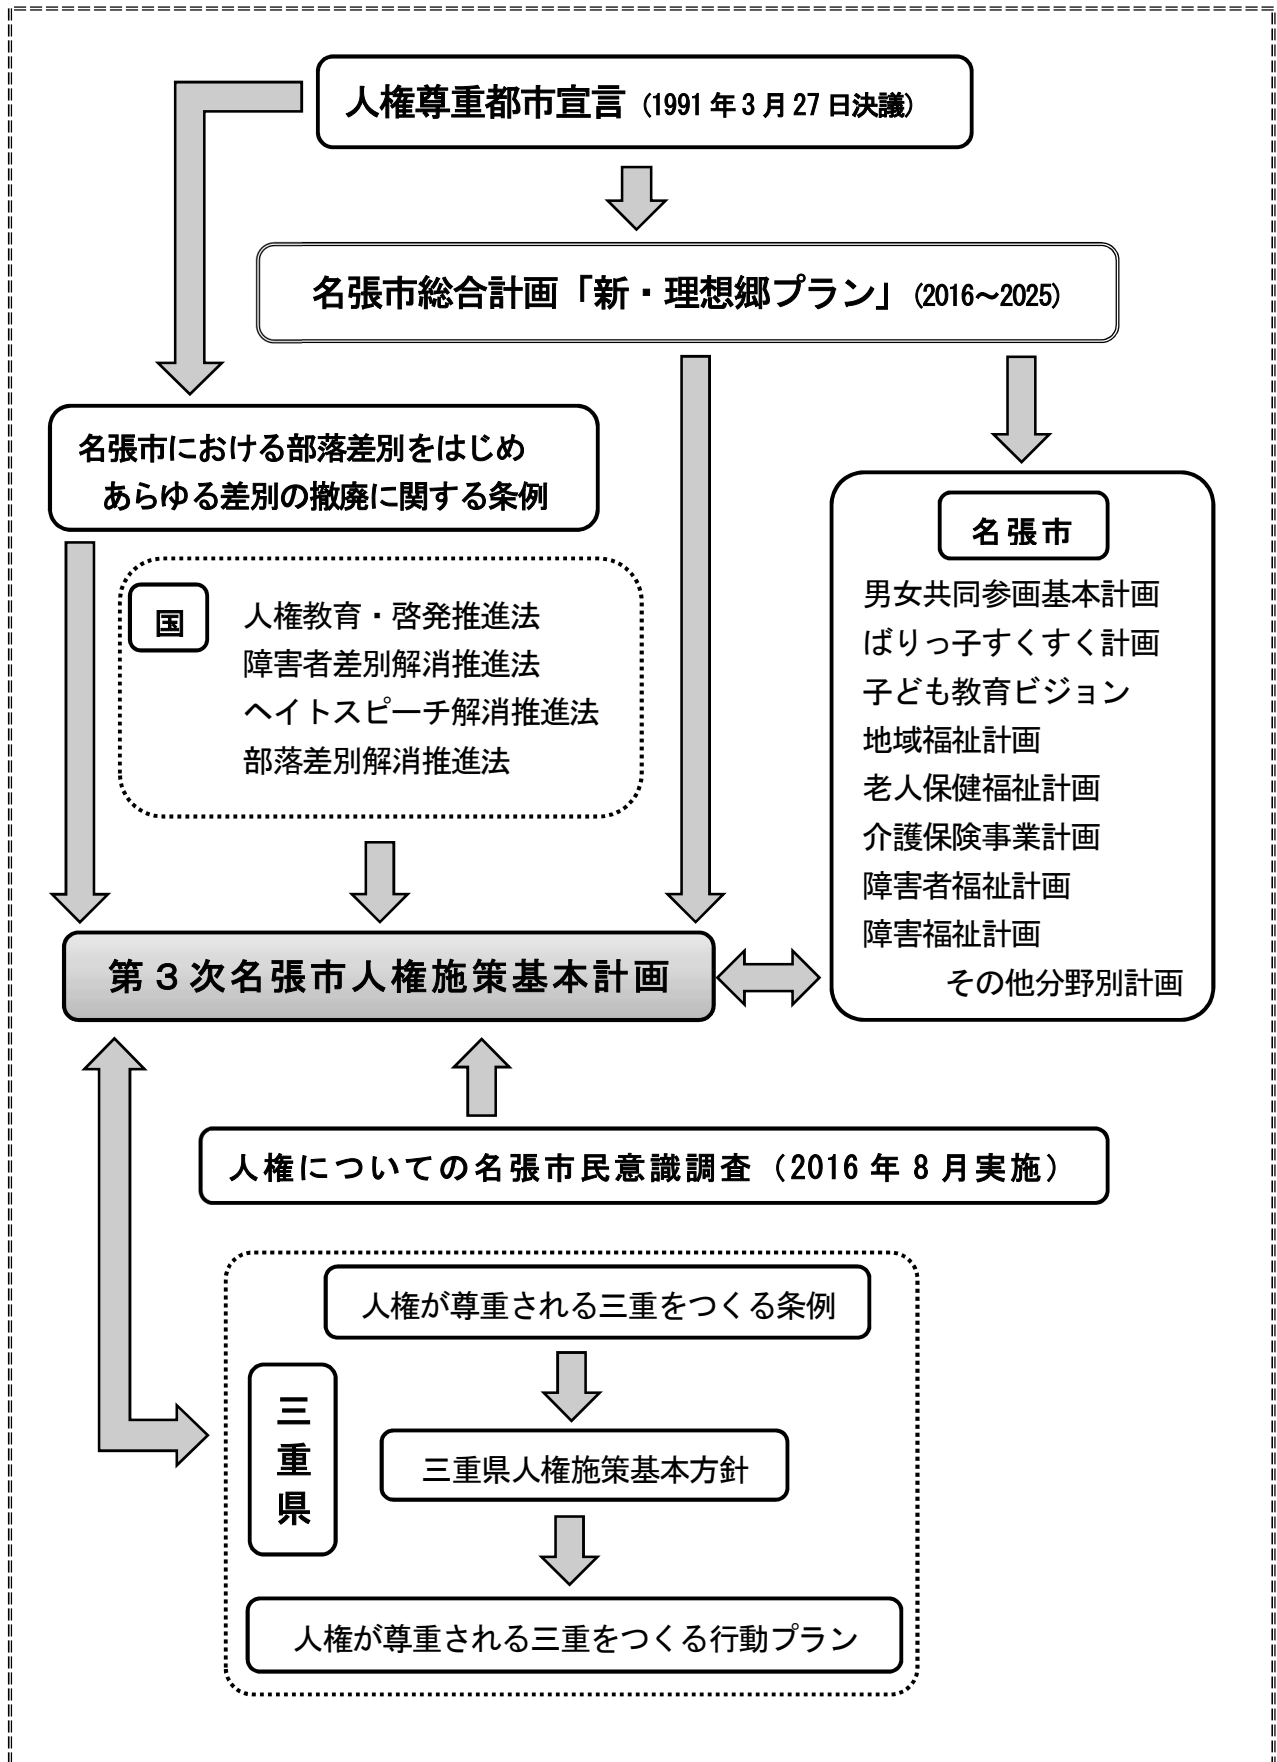 人権尊重都市宣言 (1991年3月27日決議)
名張市総合計画「新・理想郷プラン」(2016～2025)
名張市における部落差別をはじめ
あらゆる差別の撤廃に関する条例
国
人権教育・啓発推進法
障害者差別解消推進法
ヘイトスピーチ解消推進法
部落差別解消推進法
名張市
男女共同参画基本計画
ばりっ子すくすく計画
子ども教育ビジョン
地域福祉計画
老人保健福祉計画
介護保険事業計画
障害者福祉計画
障害福祉計画
その他分野別計画
第3次名張市人権施策基本計画
人権についての名張市民意識調査（2016年8月実施）
三重県
人権が尊重される三重をつくる条例
三重県人権施策基本方針
人権が尊重される三重をつくる行動プラン